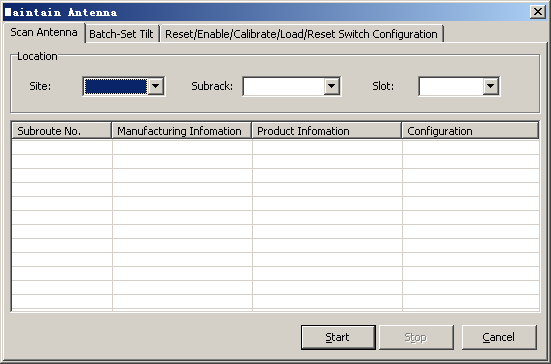 Maintain Antenna
Scan Antenna Batch-Set Tilt Reset/Enable/Calibrate/Load/Reset Switch Configuration
Location
Site: Subrack: Slot:
Subroute No. Manufacturing Infomation Product Infomation Configuration
Start Stop Cancel